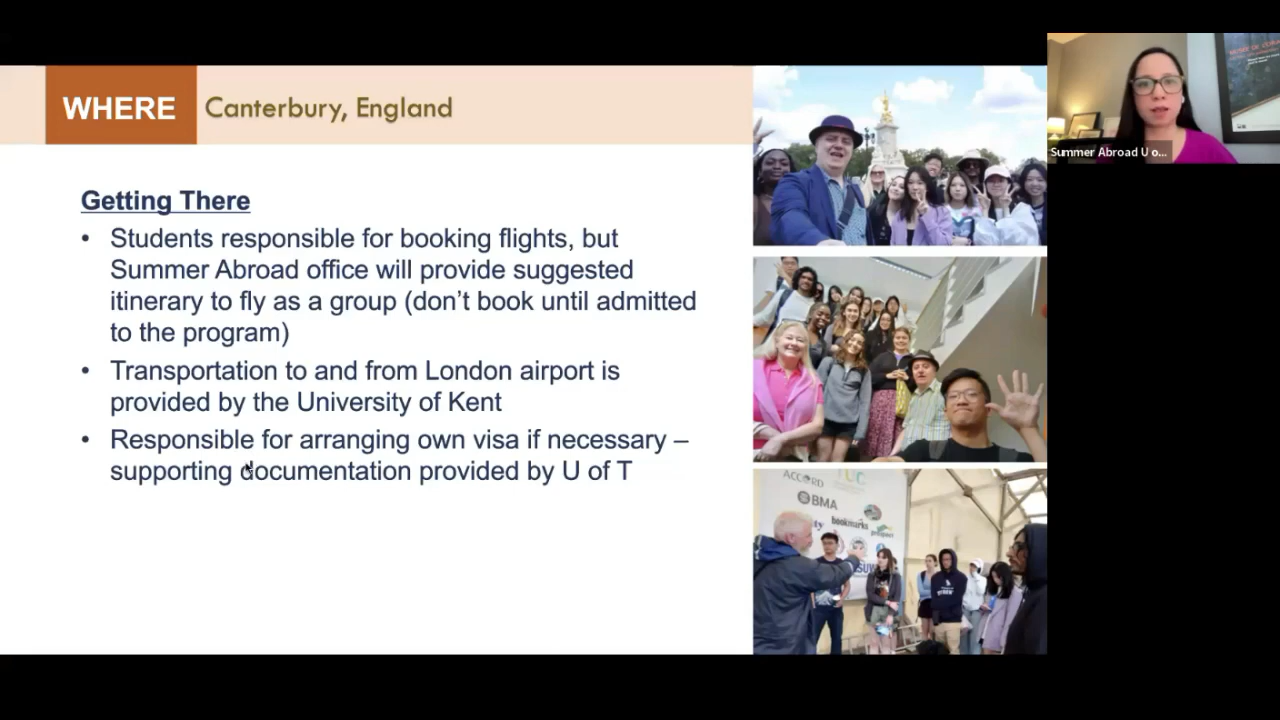 WHERE Canterbury, England
Getting There
• Students responsible for booking flights, but
Summer Abroad office will provide suggested
itinerary to fly as a group (don’t book until admitted
to the program)
• Transportation to and from London airport is
provided by the University of Kent
• Responsible for arranging own visa if necessary –
supporting documentation provided by U of T
Summer Abroad U o...
ACCORD
BMA
bookmarks